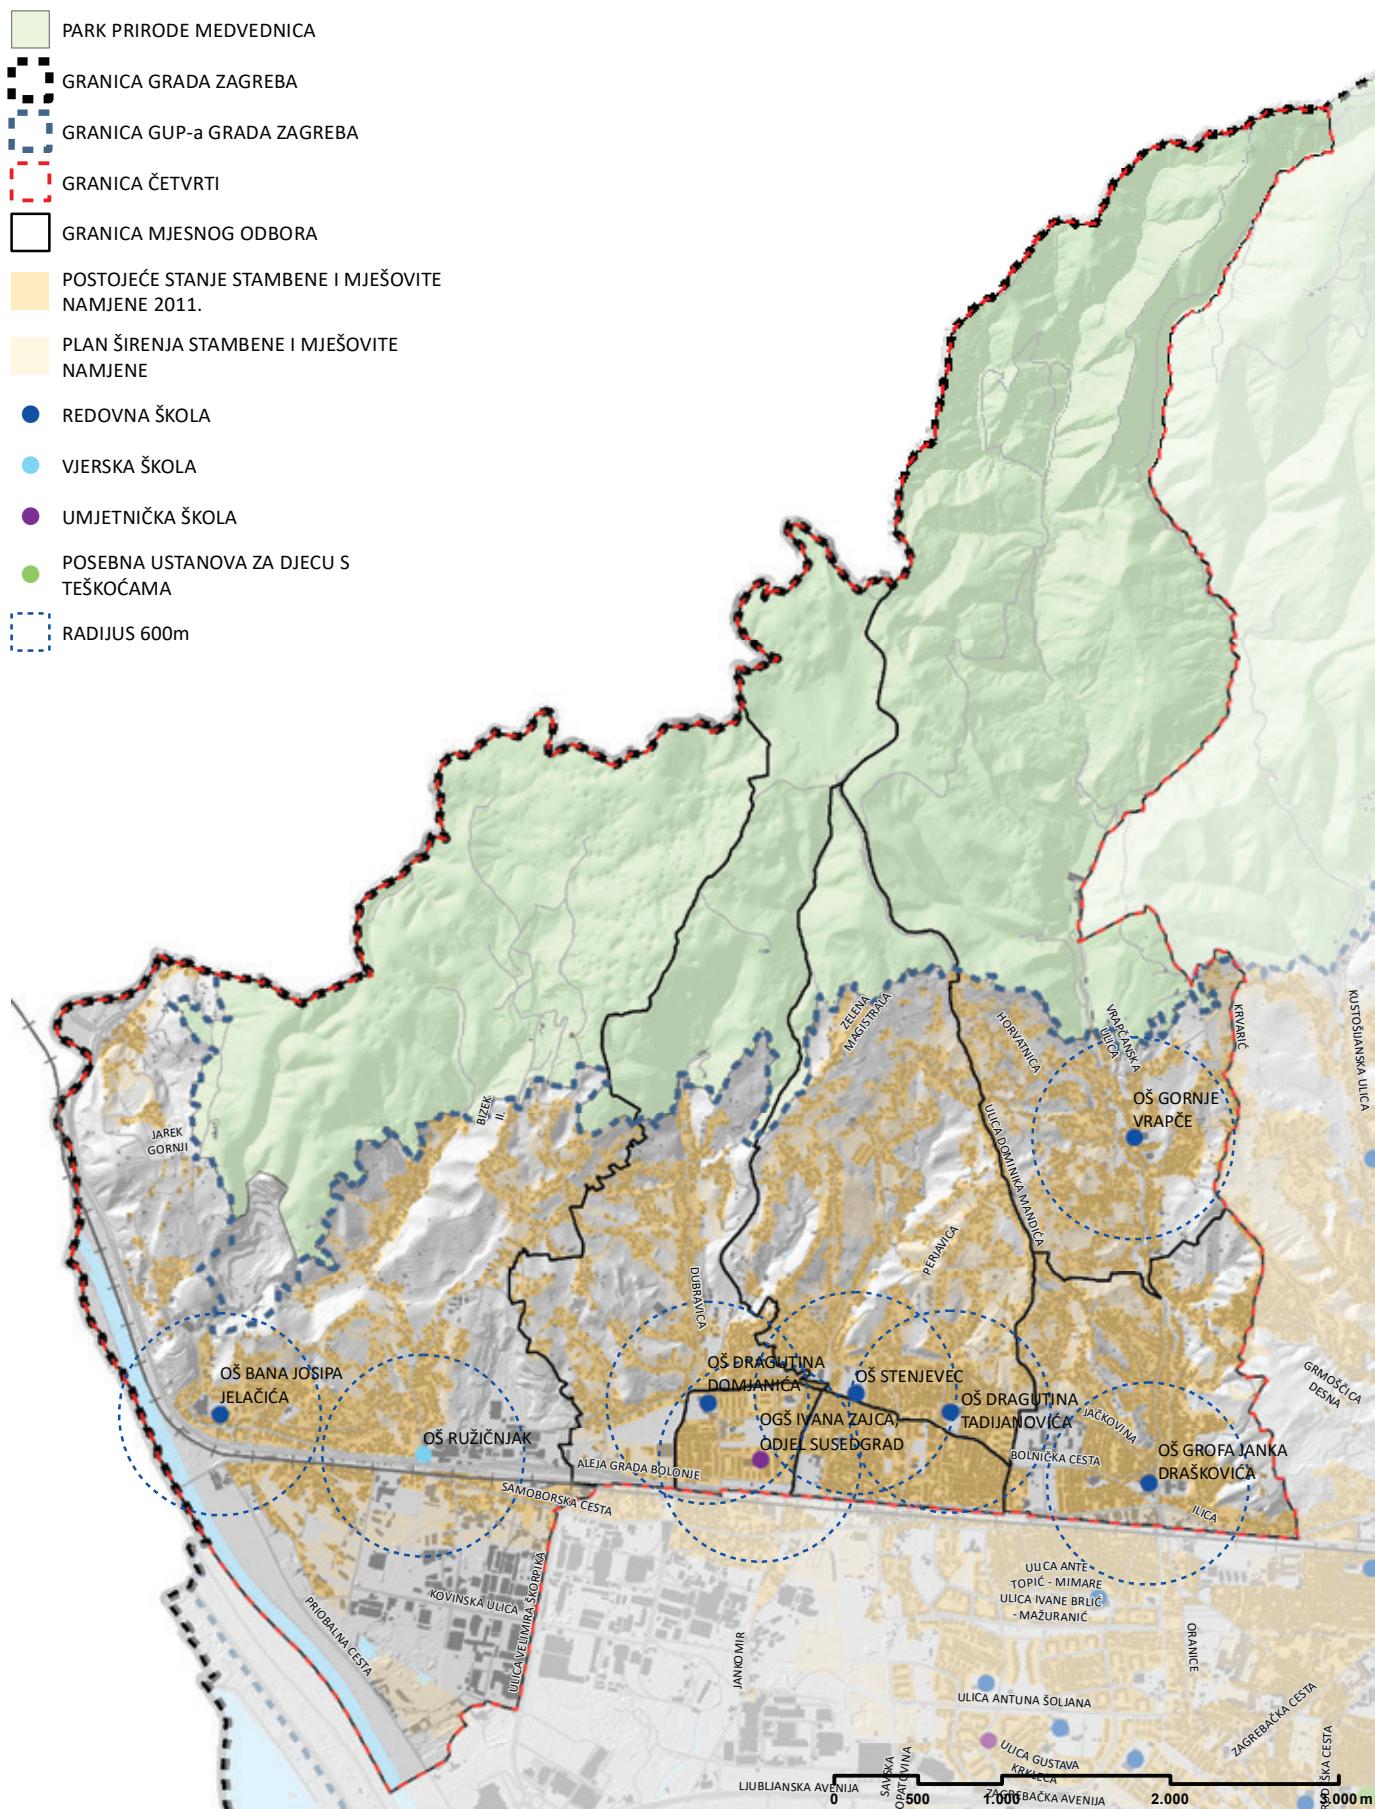 PARK PRIRODE MEDVEDNICA
GRANICA GRADA ZAGREBA
GRANICA GUP-a GRADA ZAGREBA
GRANICA ČETVRTI
GRANICA MJESNOG ODBORA
POSTOJEĆE STANJE STAMBENE I MJEŠOVITE
NAMJENE 2011.
PLAN ŠIRENJA STAMBENE I MJEŠOVITE
NAMJENE
REDOVNA ŠKOLA
VJERSKA ŠKOLA
UMJETNIČKA ŠKOLA
POSEBNA USTANOVA ZA DJECU S
TEŠKOĆAMA
RADIJUS 600m
ZELENA
MAGISTRALA
HORVATNICA
VRAPČANSKA
ULICA
KRVARIĆ
KUSTOŠIJANSKA ULICA
BIZEK
II.
JAREK
GORNJI
OŠ GORNJE
VRAPČE
ULICA DOMINIKA MANDIĆA
PERJAVICA
DUBRAVICA
OŠ BANA JOSIPA
JELAČIĆA
OŠ RUŽIČNJAK
OŠ DRAGUTINA
DOMJANIĆA
OŠ STENJEVEC
OGŠ IVANA ZAJCA,
ODJEL SUSEDGRAD
OŠ DRAGUTINA
TADIJANOVIĆA
JAČKOVINA
GRMOŠČICA
DESNA
OŠ GROFA JANKA
DRAŠKOVIĆA
BOLNIČKA CESTA
ALEJA GRADA BOLONJE
SAMOBORSKA CESTA
ILICA
ULICA ANTE
TOPIĆ - MIMARE
ULICA IVANE BRLIĆ
- MAŽURANIĆ
KOVINSKA ULICA
ULICA VELIMIRA ŠKORPIKA
PRIOBALNA CESTA
JANKOMIR
ORANICE
ULICA ANTUNA ŠOLJANA
ZAGREBAČKA CESTA
ULICA GUSTAVA
KRKLECA
LJUBLJANSKA AVENIJA
SAVSKA
OPATOVINA
ZAGREBAČKA AVENIJA
0 500 1.000 2.000 3.000 m